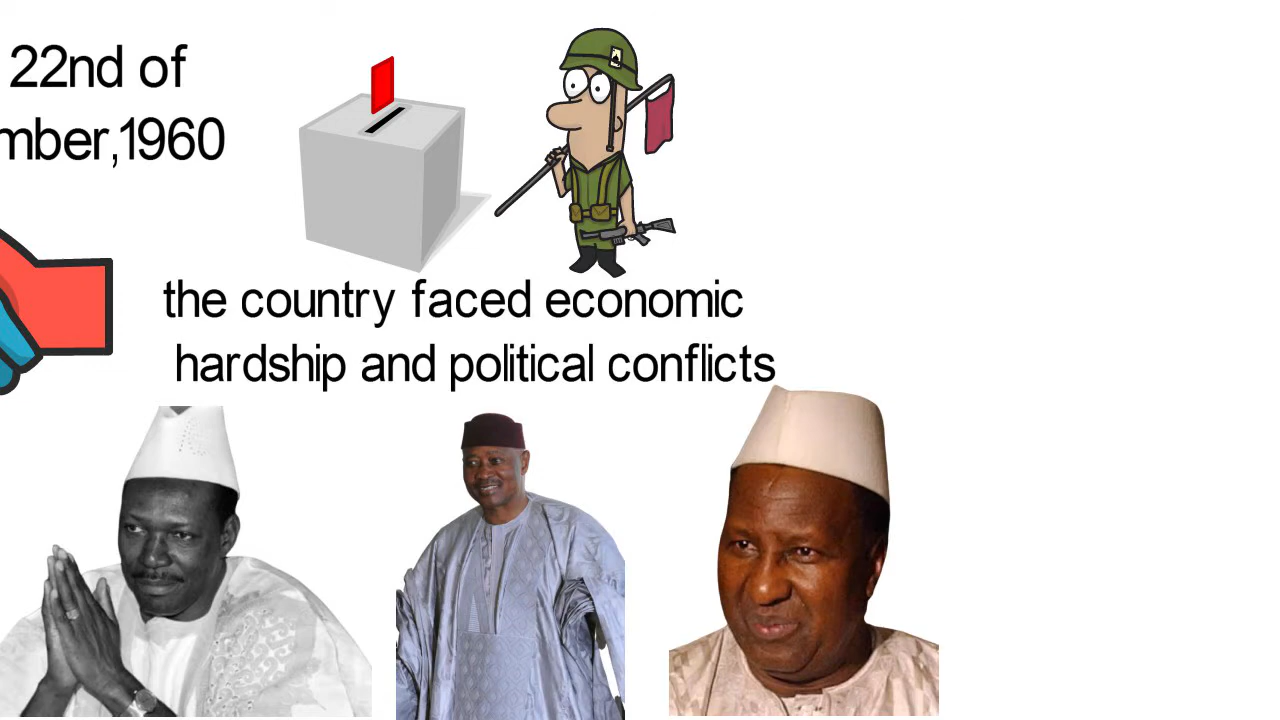 22nd of
mber,1960
the country faced economic
hardship and political conflicts